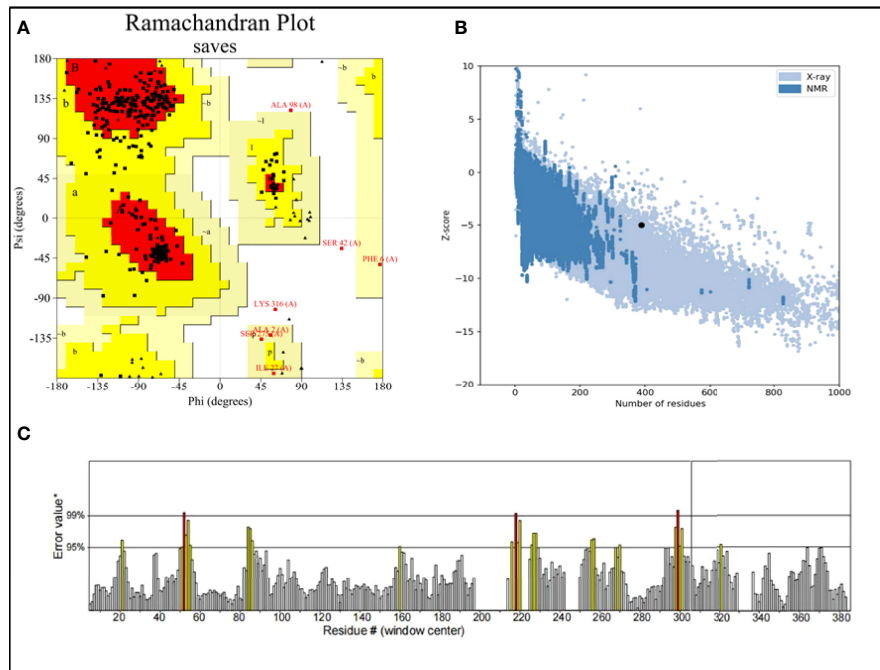 A
Ramachandran Plot
saves
180
135
90
45
0
-45
-90
-135
-180
Psi (degrees)
B
b
a
~a
~b
~b
b
~l
l
~b
b
~b
b
p
~b
ALA 98 (A)
SER 42 (A)
PHE 6 (A)
LYS 316 (A)
ALA 2 (A)
ILE 27 (A)
-180 -135 -90 -45 0 45 90 135 180
Phi (degrees)
B
10
5
0
−5
−10
−15
−20
Z-score
X-ray
NMR
0 200 400 600 800 1000
Number of residues
C
Error value*
99%
95%
20 40 60 80 100 120 140 160 180 200 220 240 260 280 300 320 340 360 380
Residue # (window center)